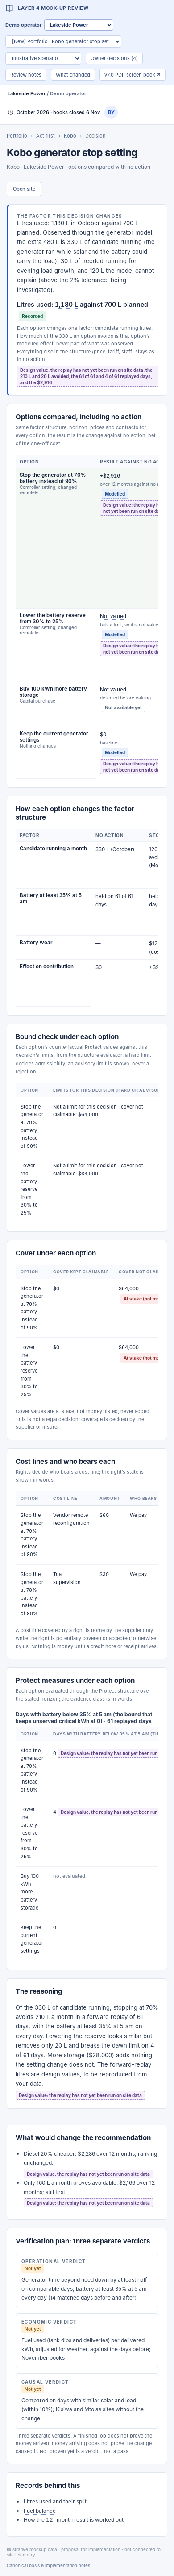 LAYER 4 MOCK-UP REVIEW
Demo operator
Lakeside Power
[New] Portfolio · Kobo generator stop set
Illustrative scenario
Owner decisions (4)
Review notes
What changed
v7.0 PDF screen book ↗
Lakeside Power / Demo operator
October 2026 · books closed 6 Nov
BY
Portfolio › Act first › Kobo › Decision
Kobo generator stop setting
Kobo · Lakeside Power · options compared with no action
Open site
THE FACTOR THIS DECISION CHANGES
Litres used: 1,180 L in October against 700
planned. Observed through the generator model,
the extra 480 L is 330 L of candidate running (the
generator ran while solar and the battery could
carry the load), 30 L of needed running for
evening load growth, and 120 L the model cannot
explain (above the 2% tolerance, being
investigated).
Litres used: 1,180 L against 700 L planned
Recorded
Each option changes one factor: candidate running litres.
How much of the 330 L an option avoids is that option's
modelled effect, never part of what was observed.
Everything else in the structure (price, tariff, staff) stays as
in no action.
Design value: the replay has not yet been run on site data: the
210 L and 20 L avoided, the 61 of 61 and 4 of 61 replayed days,
and the $2,916
Options compared, including no action
Same factor structure, horizon, prices and contracts for
every option; the result is the change against no action, net
of the one-off cost.
OPTION
RESULT AGAINST NO AC
Stop the generator at 70%
battery instead of 90%
Controller setting, changed
remotely
+$2,916
over 12 months against no a
Modelled
Design value: the replay h
not yet been run on site da
Lower the battery reserve
from 30% to 25%
Controller setting, changed
remotely
Not valued
fails a limit, so it is not value
Modelled
Design value: the replay h
not yet been run on site da
Buy 100 kWh more battery
storage
Capital purchase
Not valued
deferred before valuing
Not available yet
Keep the current generator
settings
Nothing changes
$0
baseline
Modelled
Design value: the replay h
not yet been run on site da
How each option changes the factor
structure
FACTOR
NO ACTION
STO
Candidate running a month
330 L (October)
120
avoi
(Mo
Battery at least 35% at 5
am
held on 61 of 61
days
held
day
Battery wear
—
$12
(cos
Effect on contribution
$0
+$2
Bound check under each option
Each option's counterfactual Protect values against this
decision's limits, from the structure evaluator. A hard limit
decides admissibility; an advisory limit is shown, never a
rejection.
OPTION
LIMITS FOR THIS DECISION (HARD OR ADVISOR
Stop the
generator
at 70%
battery
instead
of 90%
Not a limit for this decision · cover not
claimable: $64,000
Lower
the
battery
reserve
from
30% to
25%
Not a limit for this decision · cover not
claimable: $64,000
Cover under each option
OPTION
COVER KEPT CLAIMABLE
COVER NOT CLAI
Stop the
generator
at 70%
battery
instead
of 90%
$0
$64,000
At stake (not mo
Lower
the
battery
reserve
from
30% to
25%
$0
$64,000
At stake (not mo
Cover values are at stake, not money: listed, never added.
This is not a legal decision; coverage is decided by the
supplier or insurer.
Cost lines and who bears each
Rights decide who bears a cost; the right's state is
shown in words.
OPTION
COST LINE
AMOUNT
WHO BEARS
Stop the
generator
at 70%
battery
instead
of 90%
Vendor remote
reconfiguration
$60
We pay
Stop the
generator
at 70%
battery
instead
of 90%
Trial
supervision
$30
We pay
A cost line covered by a right is borne by the supplier only
while the right is potentially covered or accepted; otherwise
by us. Nothing is money until a credit note or receipt arrives.
Protect measures under each option
Each option revalued through the Protect structure over
the stated horizon; the evidence class is in words.
Days with battery below 35% at 5 am (the bound that
keeps unserved critical kWh at 0) · 61 replayed days
OPTION
DAYS WITH BATTERY BELOW 35% AT 5 AM (TH
Stop the
generator
at 70%
battery
instead
of 90%
0
Design value: the replay has not yet been run
Lower
the
battery
reserve
from
30% to
25%
4
Design value: the replay has not yet been run
Buy 100
kWh
more
battery
storage
not evaluated
Keep the
current
generator
settings
0
The reasoning
Of the 330 L of candidate running, stopping at 70%
avoids 210 L a month in a forward replay of 61
days, with the battery at least 35% at 5 am on
every day. Lowering the reserve looks similar but
removes only 20 L and breaks the dawn limit on 4
of 61 days. More storage ($28,000) adds nothing
the stop does not. The forward-replay
litres are design values, to be reproduced from
your data.
Design value: the replay has not yet been run on site data
What would change the recommendation
• Diesel 20% cheaper: $2,286 over 12 months; ranking
unchanged.
Design value: the replay has not yet been run on site data
• Only 160 L a month proves avoidable: $2,166 over 12
months; still first.
Design value: the replay has not yet been run on site data
Verification plan: three separate verdicts
OPERATIONAL VERDICT
Not yet
Generator time beyond need down by at least half
on comparable days; battery at least 35% at 5 am
every day (14 matched days before and after)
ECONOMIC VERDICT
Not yet
Fuel used (tank dips and deliveries) per delivered
kWh, adjusted for weather, against the days before;
November books
CAUSAL VERDICT
Not yet
Compared on days with similar solar and load
(within 10%); Kisiwa and Mto as sites without the
change
Three separate verdicts. A finished job does not prove the
money arrived; money arriving does not prove the change
caused it. Not proven yet is a verdict, not a pass.
Records behind this
• Litres used and their split
• Fuel balance
• How the 12 - month result is worked out
Illustrative mockup data · proposal for implementation · not connected to
site telemetry
Canonical basis & implementation notes